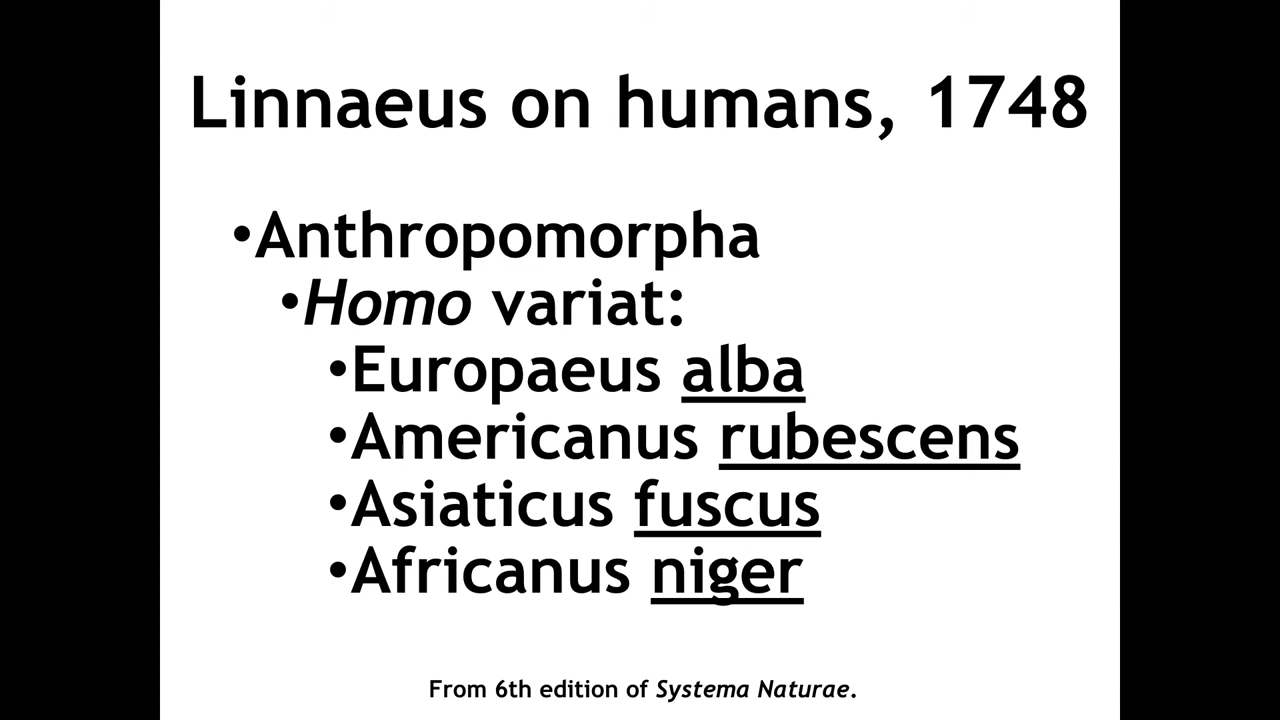 Linnaeus on humans, 1748
•Anthropomorpha
•Homo variat:
•Europaeus alba
•Americanus rubescens
•Asiaticus fuscus
•Africanus niger
From 6th edition of Systema Naturae.